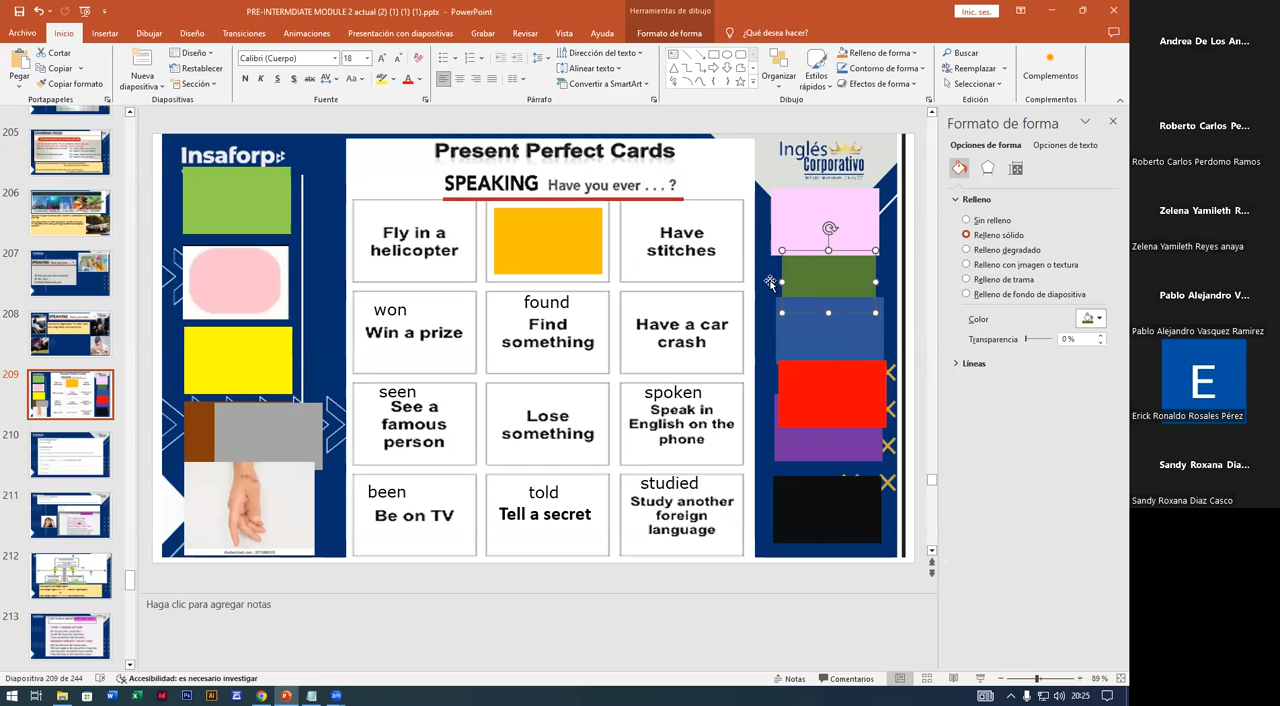 PRE-INTERMDIATE MODULE 2 actual (2) (1) (1) (1).pptx - PowerPoint
Herramientas de dibujo
Inic. ses.
Archivo Inicio Insertar Dibujar Diseño Transiciones Animaciones Presentación con diapositivas Grabar Revisar Vista Ayuda Formato de forma ¿Qué desea hacer?
Pegar
Cortar
Copiar
Copiar formato
Portapapeles
Nueva diapositiva
Diseño
Restablecer
Sección
Diapositivas
Calibri (Cuerpo) 18
N K S S abc AV Aa A
Fuente
Párrafo
Dirección del texto
Alinear texto
Convertir a SmartArt
Organizar
Estilos rápidos
Relleno de forma
Contorno de forma
Efectos de forma
Dibujo
Buscar
Reemplazar
Seleccionar
Edición
Complementos
Complementos
205
206
207
208
209
210
211
212
213
Insaforp
Present Perfect Cards
SPEAKING Have you ever . . . ?
Inglés
Corporativo
Fly in a
helicopter
Have
stitches
won
Win a prize
found
Find
something
Have a car
crash
seen
See a
famous
person
Lose
something
spoken
Speak in
English on the
phone
been
Be on TV
told
Tell a secret
studied
Study another
foreign
language
Formato de forma
Opciones de forma Opciones de texto
Relleno
Sin relleno
Relleno sólido
Relleno degradado
Relleno con imagen o textura
Relleno de trama
Relleno de fondo de diapositiva
Color
Transparencia 0 %
Líneas
Haga clic para agregar notas
Diapositiva 209 de 244 Accesibilidad: es necesario investigar Notas Comentarios 89 %
20:25
Andrea De Los An...
Roberto Carlos Pe...
Roberto Carlos Perdomo Ramos
Zelena Yamileth R...
Zelena Yamileth Reyes anaya
Pablo Alejandro V...
Pablo Alejandro Vasquez Ramirez
E
Erick Ronaldo Rosales Pérez
Sandy Roxana Dia...
Sandy Roxana Diaz Casco